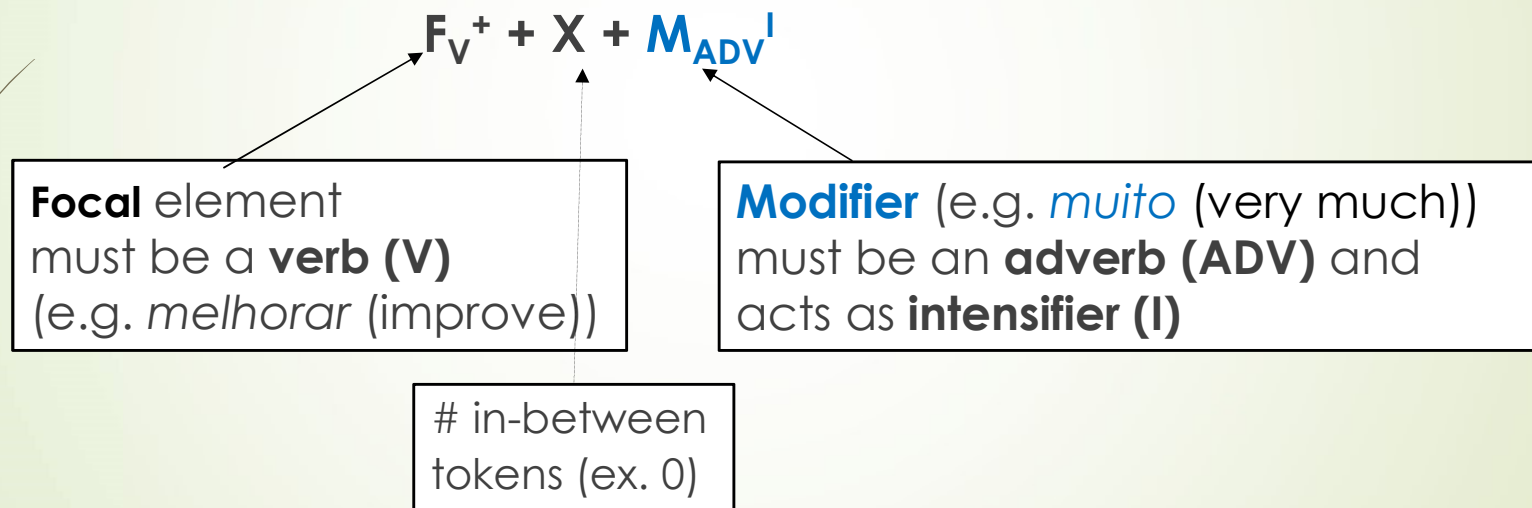 F_V^+ + X + M_ADV^I
Focal element
must be a verb (V)
(e.g. melhorar (improve))
Modifier (e.g. muito (very much))
must be an adverb (ADV) and
acts as intensifier (I)
# in-between
tokens (ex. 0)